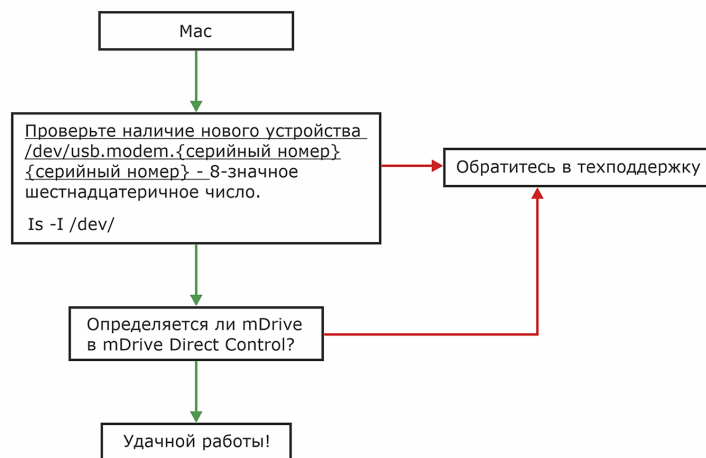 Mac
Проверьте наличие нового устройства
/dev/usb.modem.{серийный номер}
{серийный номер} - 8-значное
шестнадцатеричное число.
Is -I /dev/
Обратитесь в техподдержку
Определяется ли mDrive
в mDrive Direct Control?
Удачной работы!